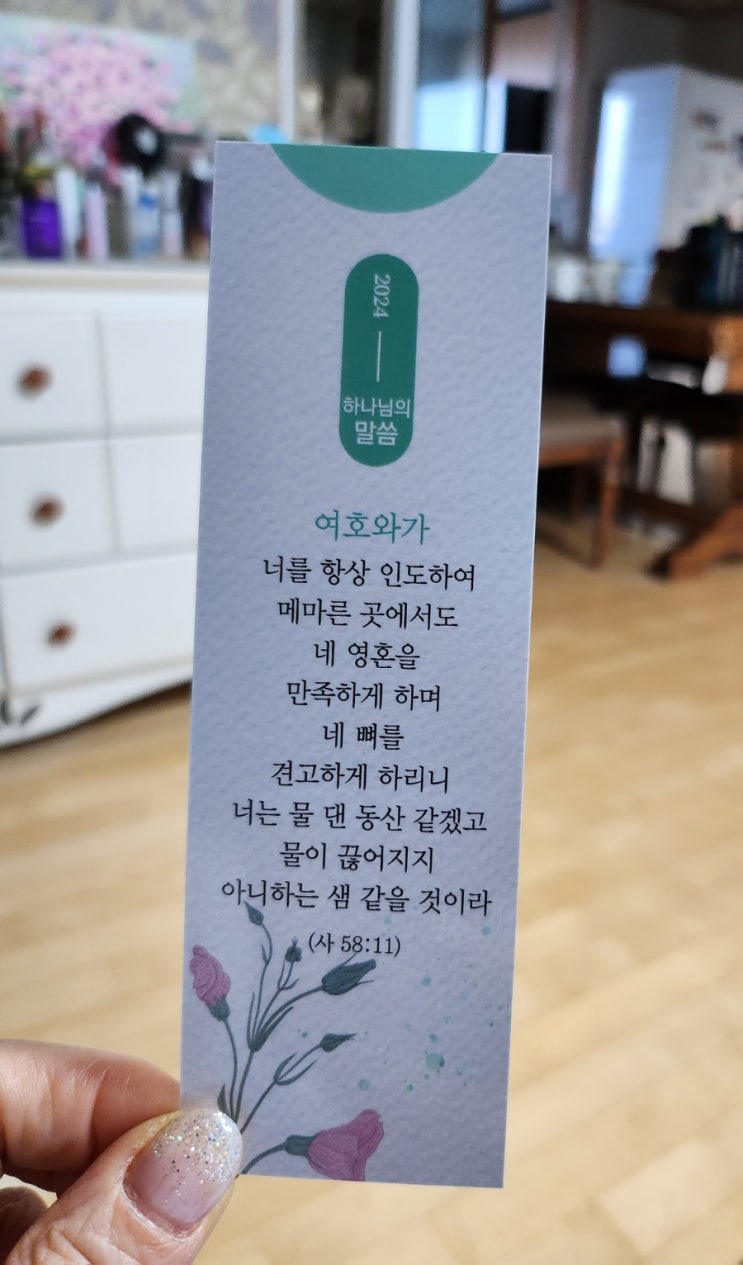 2024
하나님의
말씀
여호와가
너를 항상 인도하여
메마른 곳에서도
네 영혼을
만족하게 하며
네 뼈를
견고하게 하리니
너는 물 댄 동산 같겠고
물이 끊어지지
아니하는 샘 같을 것이라
(사 58:11)